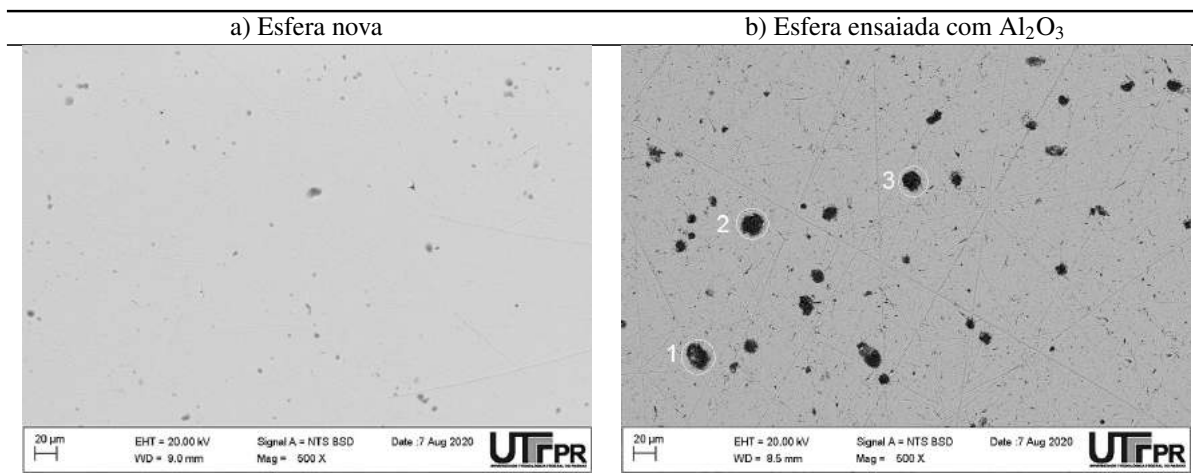 a) Esfera nova
b) Esfera ensaiada com Al₂O₃
3
2
1
20 µm
EHT = 20.00 kV
Signal A = NTS BSD
Date :7 Aug 2020
WD = 9.0 mm
Mag = 500 X
UTFPR
20 µm
EHT = 20.00 kV
Signal A = NTS BSD
Date :7 Aug 2020
WD = 8.5 mm
Mag = 500 X
UTFPR